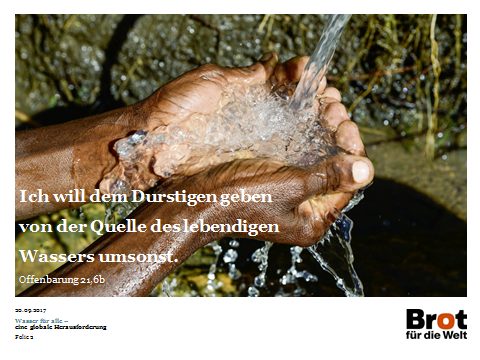 Ich will dem Durstigen geben
von der Quelle des lebendigen
Wassers umsonst.
Offenbarung 21,6b
20.09.2017
Wasser für alle –
eine globale Herausforderung
Folie 2
Brot
für die Welt